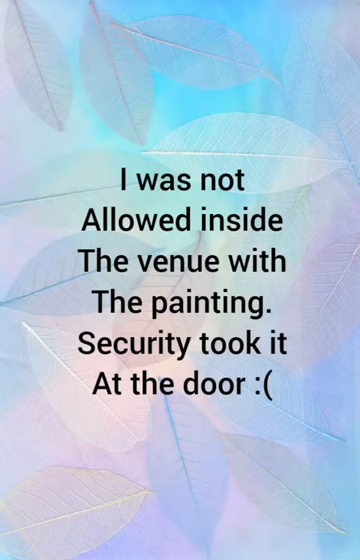 I was not
Allowed inside
The venue with
The painting.
Security took it
At the door :(